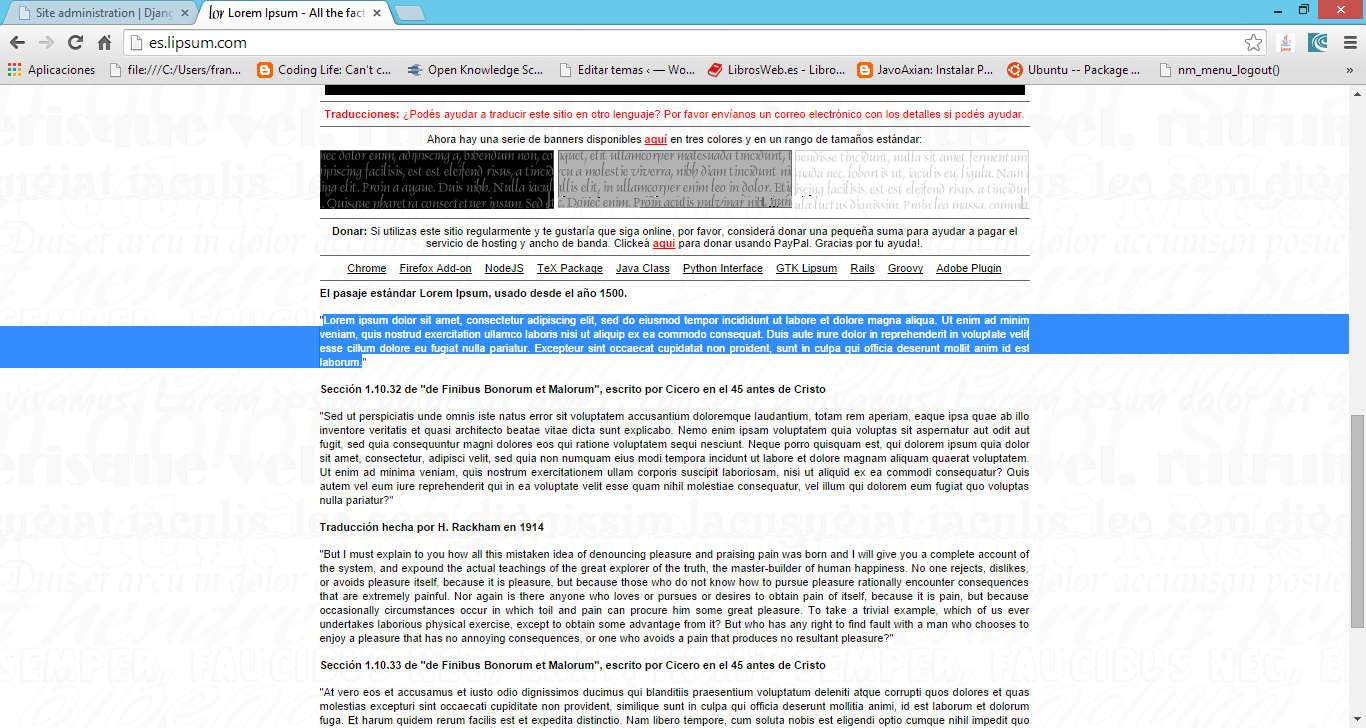 Site administration | Djang
Lorem Ipsum - All the fact
es.lipsum.com
Aplicaciones
file:///C:/Users/fran...
Coding Life: Can't c...
Open Knowledge Sc...
Editar temas ‹ — Wo...
LibrosWeb.es - Libro...
JavoAxian: Instalar P...
Ubuntu -- Package ...
nm_menu_logout()
»
Traducciones: ¿Podés ayudar a traducir este sitio en otro lenguaje? Por favor envíanos un correo electrónico con los detalles si podés ayudar.
Ahora hay una serie de banners disponibles aquí en tres colores y en un rango de tamaños estándar:
Donar: Si utilizas este sitio regularmente y te gustaría que siga online, por favor, considerá donar una pequeña suma para ayudar a pagar el
servicio de hosting y ancho de banda. Clickeá aquí para donar usando PayPal. Gracias por tu ayuda!.
Chrome Firefox Add-on NodeJS TeX Package Java Class Python Interface GTK Lipsum Rails Groovy Adobe Plugin
El pasaje estándar Lorem Ipsum, usado desde el año 1500.
"Lorem ipsum dolor sit amet, consectetur adipiscing elit, sed do eiusmod tempor incididunt ut labore et dolore magna aliqua. Ut enim ad minim
veniam, quis nostrud exercitation ullamco laboris nisi ut aliquip ex ea commodo consequat. Duis aute irure dolor in reprehenderit in voluptate velit
esse cillum dolore eu fugiat nulla pariatur. Excepteur sint occaecat cupidatat non proident, sunt in culpa qui officia deserunt mollit anim id est
laborum."
Sección 1.10.32 de "de Finibus Bonorum et Malorum", escrito por Cicero en el 45 antes de Cristo
"Sed ut perspiciatis unde omnis iste natus error sit voluptatem accusantium doloremque laudantium, totam rem aperiam, eaque ipsa quae ab illo
inventore veritatis et quasi architecto beatae vitae dicta sunt explicabo. Nemo enim ipsam voluptatem quia voluptas sit aspernatur aut odit aut
fugit, sed quia consequuntur magni dolores eos qui ratione voluptatem sequi nesciunt. Neque porro quisquam est, qui dolorem ipsum quia dolor
sit amet, consectetur, adipisci velit, sed quia non numquam eius modi tempora incidunt ut labore et dolore magnam aliquam quaerat voluptatem.
Ut enim ad minima veniam, quis nostrum exercitationem ullam corporis suscipit laboriosam, nisi ut aliquid ex ea commodi consequatur? Quis
autem vel eum iure reprehenderit qui in ea voluptate velit esse quam nihil molestiae consequatur, vel illum qui dolorem eum fugiat quo voluptas
nulla pariatur?"
Traducción hecha por H. Rackham en 1914
"But I must explain to you how all this mistaken idea of denouncing pleasure and praising pain was born and I will give you a complete account of
the system, and expound the actual teachings of the great explorer of the truth, the master-builder of human happiness. No one rejects, dislikes,
or avoids pleasure itself, because it is pleasure, but because those who do not know how to pursue pleasure rationally encounter consequences
that are extremely painful. Nor again is there anyone who loves or pursues or desires to obtain pain of itself, because it is pain, but because
occasionally circumstances occur in which toil and pain can procure him some great pleasure. To take a trivial example, which of us ever
undertakes laborious physical exercise, except to obtain some advantage from it? But who has any right to find fault with a man who chooses to
enjoy a pleasure that has no annoying consequences, or one who avoids a pain that produces no resultant pleasure?"
Sección 1.10.33 de "de Finibus Bonorum et Malorum", escrito por Cicero en el 45 antes de Cristo
"At vero eos et accusamus et iusto odio dignissimos ducimus qui blanditiis praesentium voluptatum deleniti atque corrupti quos dolores et quas
molestias excepturi sint occaecati cupiditate non provident, similique sunt in culpa qui officia deserunt mollitia animi, id est laborum et dolorum
fuga. Et harum quidem rerum facilis est et expedita distinctio. Nam libero tempore, cum soluta nobis est eligendi optio cumque nihil impedit quo